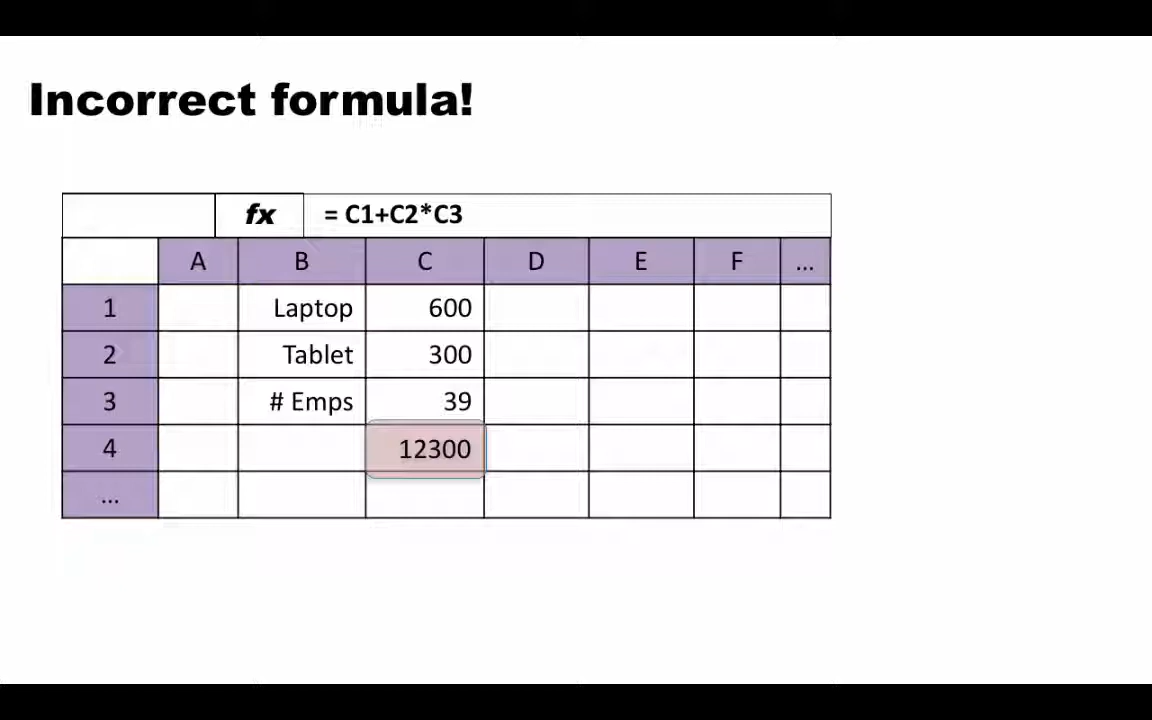 Incorrect formula!
fx = C1+C2*C3
A B C D E F ...
1 Laptop 600
2 Tablet 300
3 # Emps 39
4 12300
...